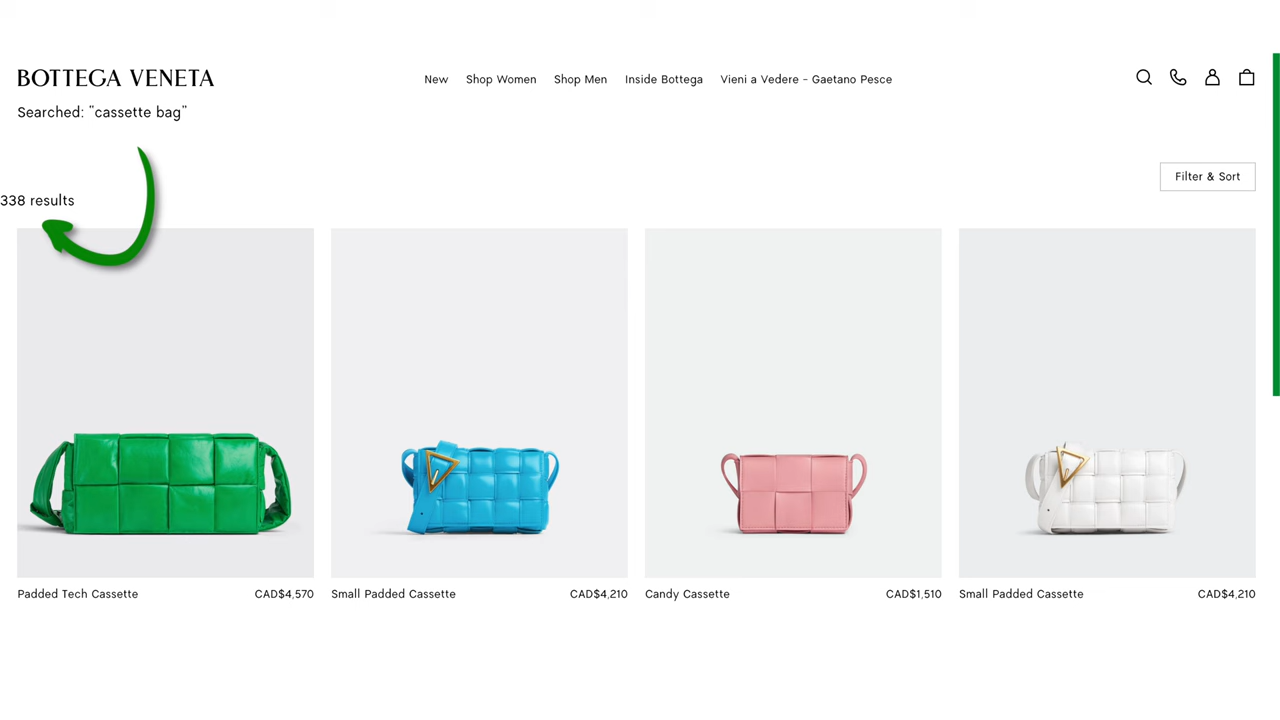 BOTTEGA VENETA
New Shop Women Shop Men Inside Bottega Vieni a Vedere - Gaetano Pesce
Searched: "cassette bag"
Filter & Sort
338 results
Padded Tech Cassette CAD$4,570
Small Padded Cassette CAD$4,210
Candy Cassette CAD$1,510
Small Padded Cassette CAD$4,210